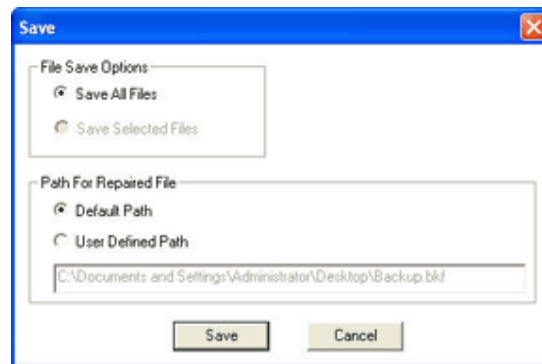 Save
File Save Options
Save All Files
Save Selected Files
Path For Repaired File
Default Path
User Defined Path
C:\Documents and Settings\Administrator\Desktop\Backup.bkf
Save Cancel